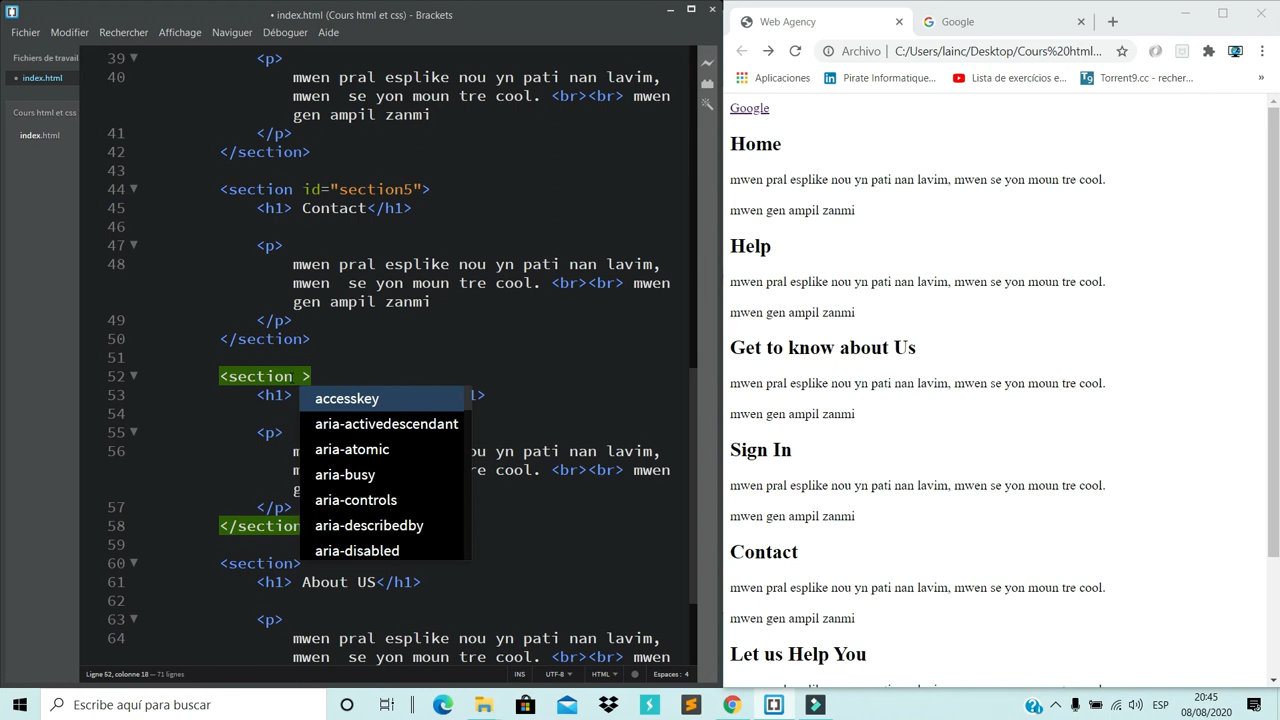 • index.html (Cours html et css) - Brackets
Fichier Modifier Rechercher Affichage Naviguer Déboguer Aide
Fichiers de travail
• index.html
Cours html et css
index.html
39 <p>
40 mwen pral esplike nou yn pati nan lavim,
mwen se yon moun tre cool. <br><br> mwen
gen ampil zanmi
41 </p>
42 </section>
43
44 <section id="section5">
45 <h1> Contact</h1>
46
47 <p>
48 mwen pral esplike nou yn pati nan lavim,
mwen se yon moun tre cool. <br><br> mwen
gen ampil zanmi
49 </p>
50 </section>
51
52 <section >
53 <h1>
54
55 <p>
56 ou yn pati nan lavim,
re cool. <br><br> mwen
57 </p>
58 </section
59
60 <section>
61 <h1> About US</h1>
62
63 <p>
64 mwen pral esplike nou yn pati nan lavim,
mwen se yon moun tre cool. <br><br> mwen
accesskey
aria-activedescendant
aria-atomic
aria-busy
aria-controls
aria-describedby
aria-disabled
Ligne 52, colonne 18 — 71 lignes
INS UTF-8 HTML Espaces : 4
Web Agency
Google
Archivo C:/Users/lainc/Desktop/Cours%20html...
Aplicaciones Pirate Informatique... Lista de exercícios e... Torrent9.cc - recher...
Google
Home
mwen pral esplike nou yn pati nan lavim, mwen se yon moun tre cool.
mwen gen ampil zanmi
Help
mwen pral esplike nou yn pati nan lavim, mwen se yon moun tre cool.
mwen gen ampil zanmi
Get to know about Us
mwen pral esplike nou yn pati nan lavim, mwen se yon moun tre cool.
mwen gen ampil zanmi
Sign In
mwen pral esplike nou yn pati nan lavim, mwen se yon moun tre cool.
mwen gen ampil zanmi
Contact
mwen pral esplike nou yn pati nan lavim, mwen se yon moun tre cool.
mwen gen ampil zanmi
Let us Help You
Escribe aquí para buscar
ESP
20:45
08/08/2020